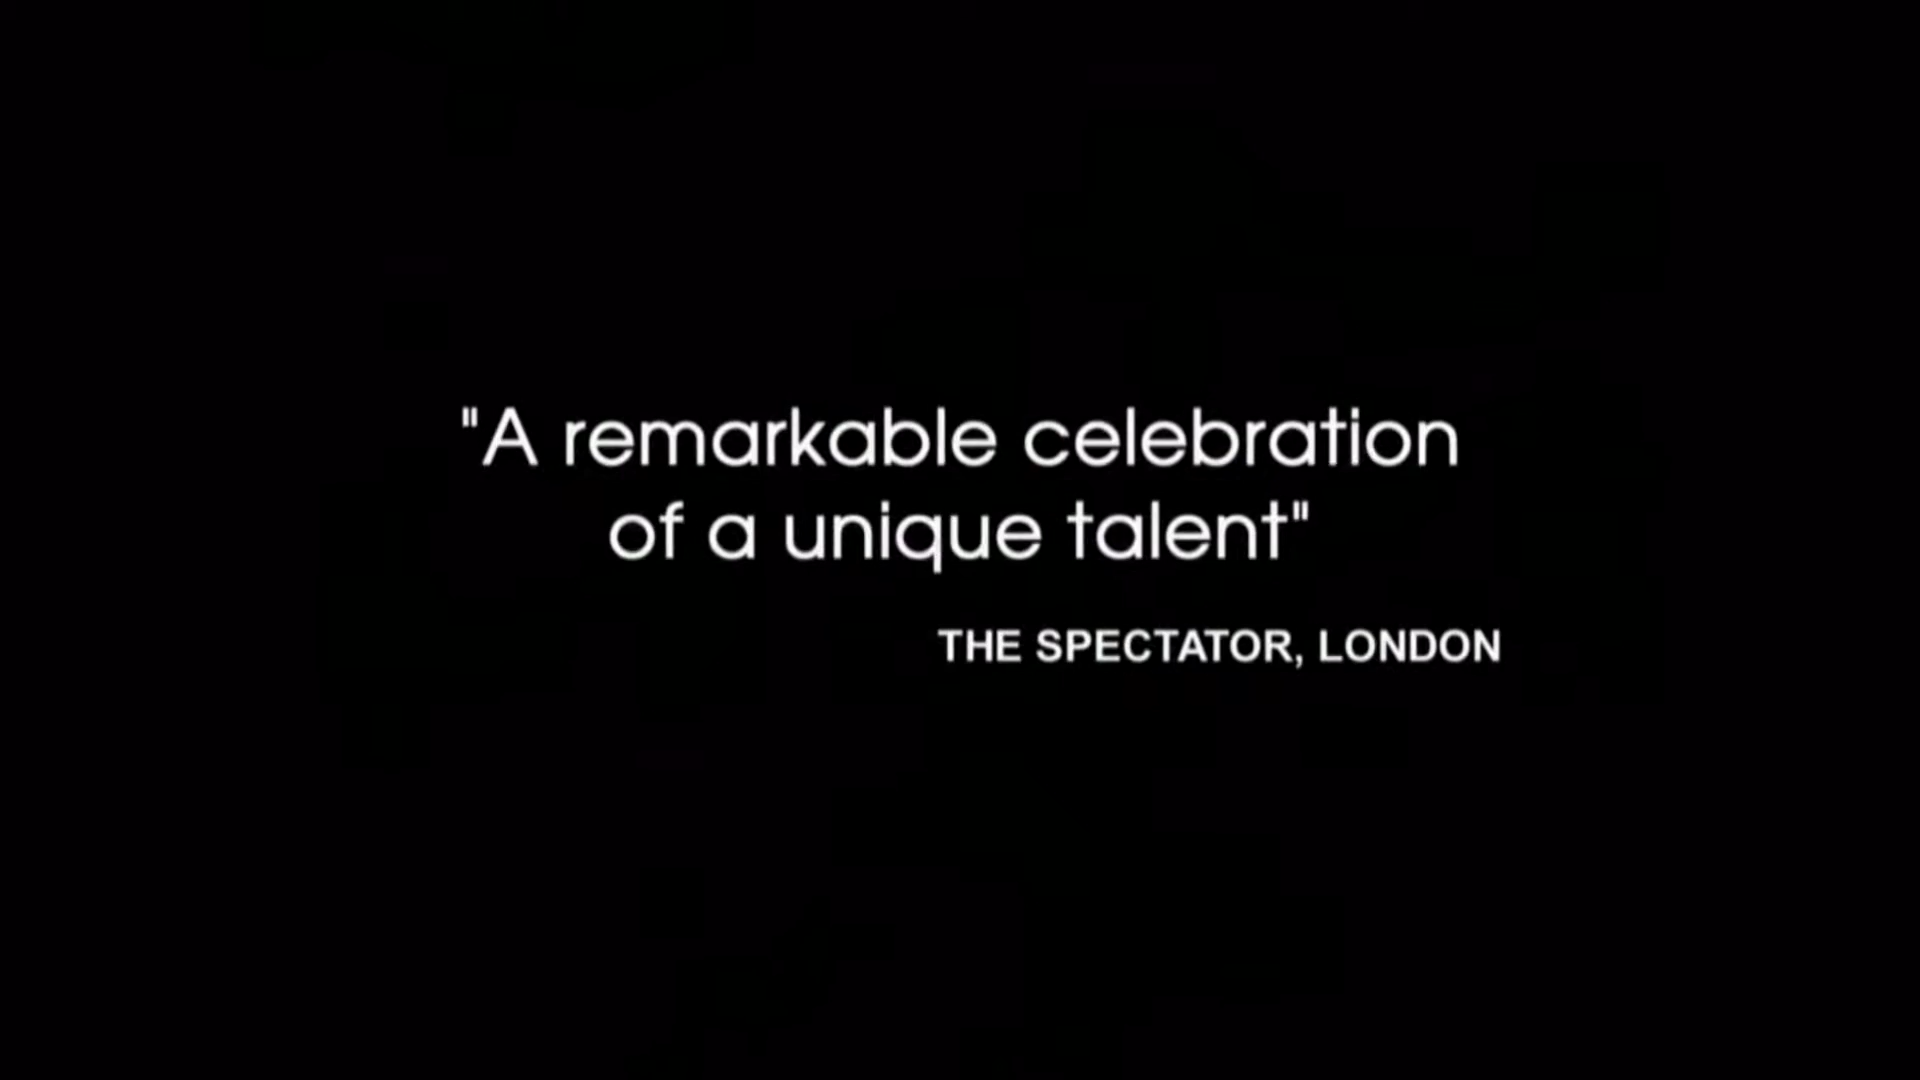 "A remarkable celebration
of a unique talent"
THE SPECTATOR, LONDON